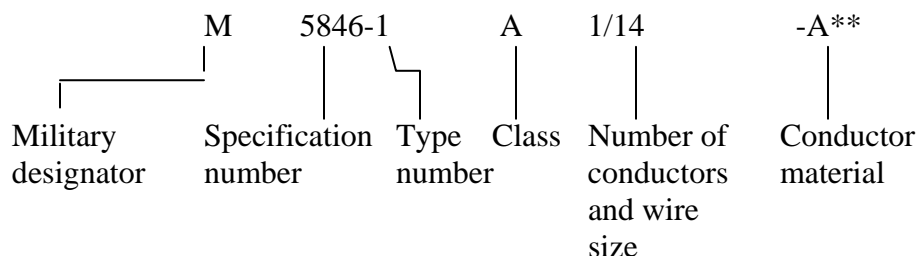 M 5846-1 A 1/14 -A**
Military Specification Type Class Number of Conductor
designator number number conductors material
and wire
size